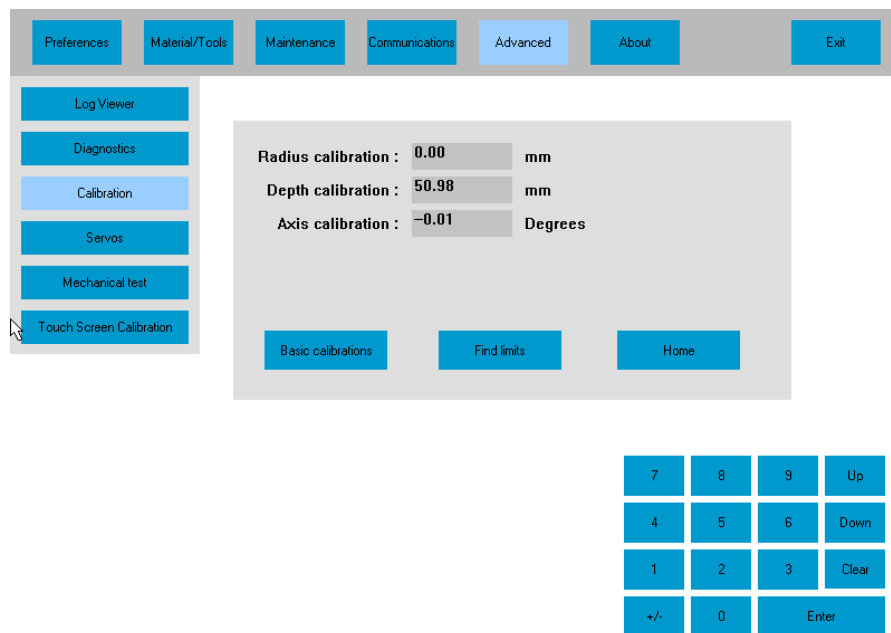 Preferences Material/Tools Maintenance Communications Advanced About Exit
Log Viewer
Diagnostics
Calibration
Servos
Mechanical test
Touch Screen Calibration
Radius calibration : 0.00 mm
Depth calibration : 50.98 mm
Axis calibration : −0.01 Degrees
Basic calibrations Find limits Home
7 8 9 Up
4 5 6 Down
1 2 3 Clear
+/- 0 Enter